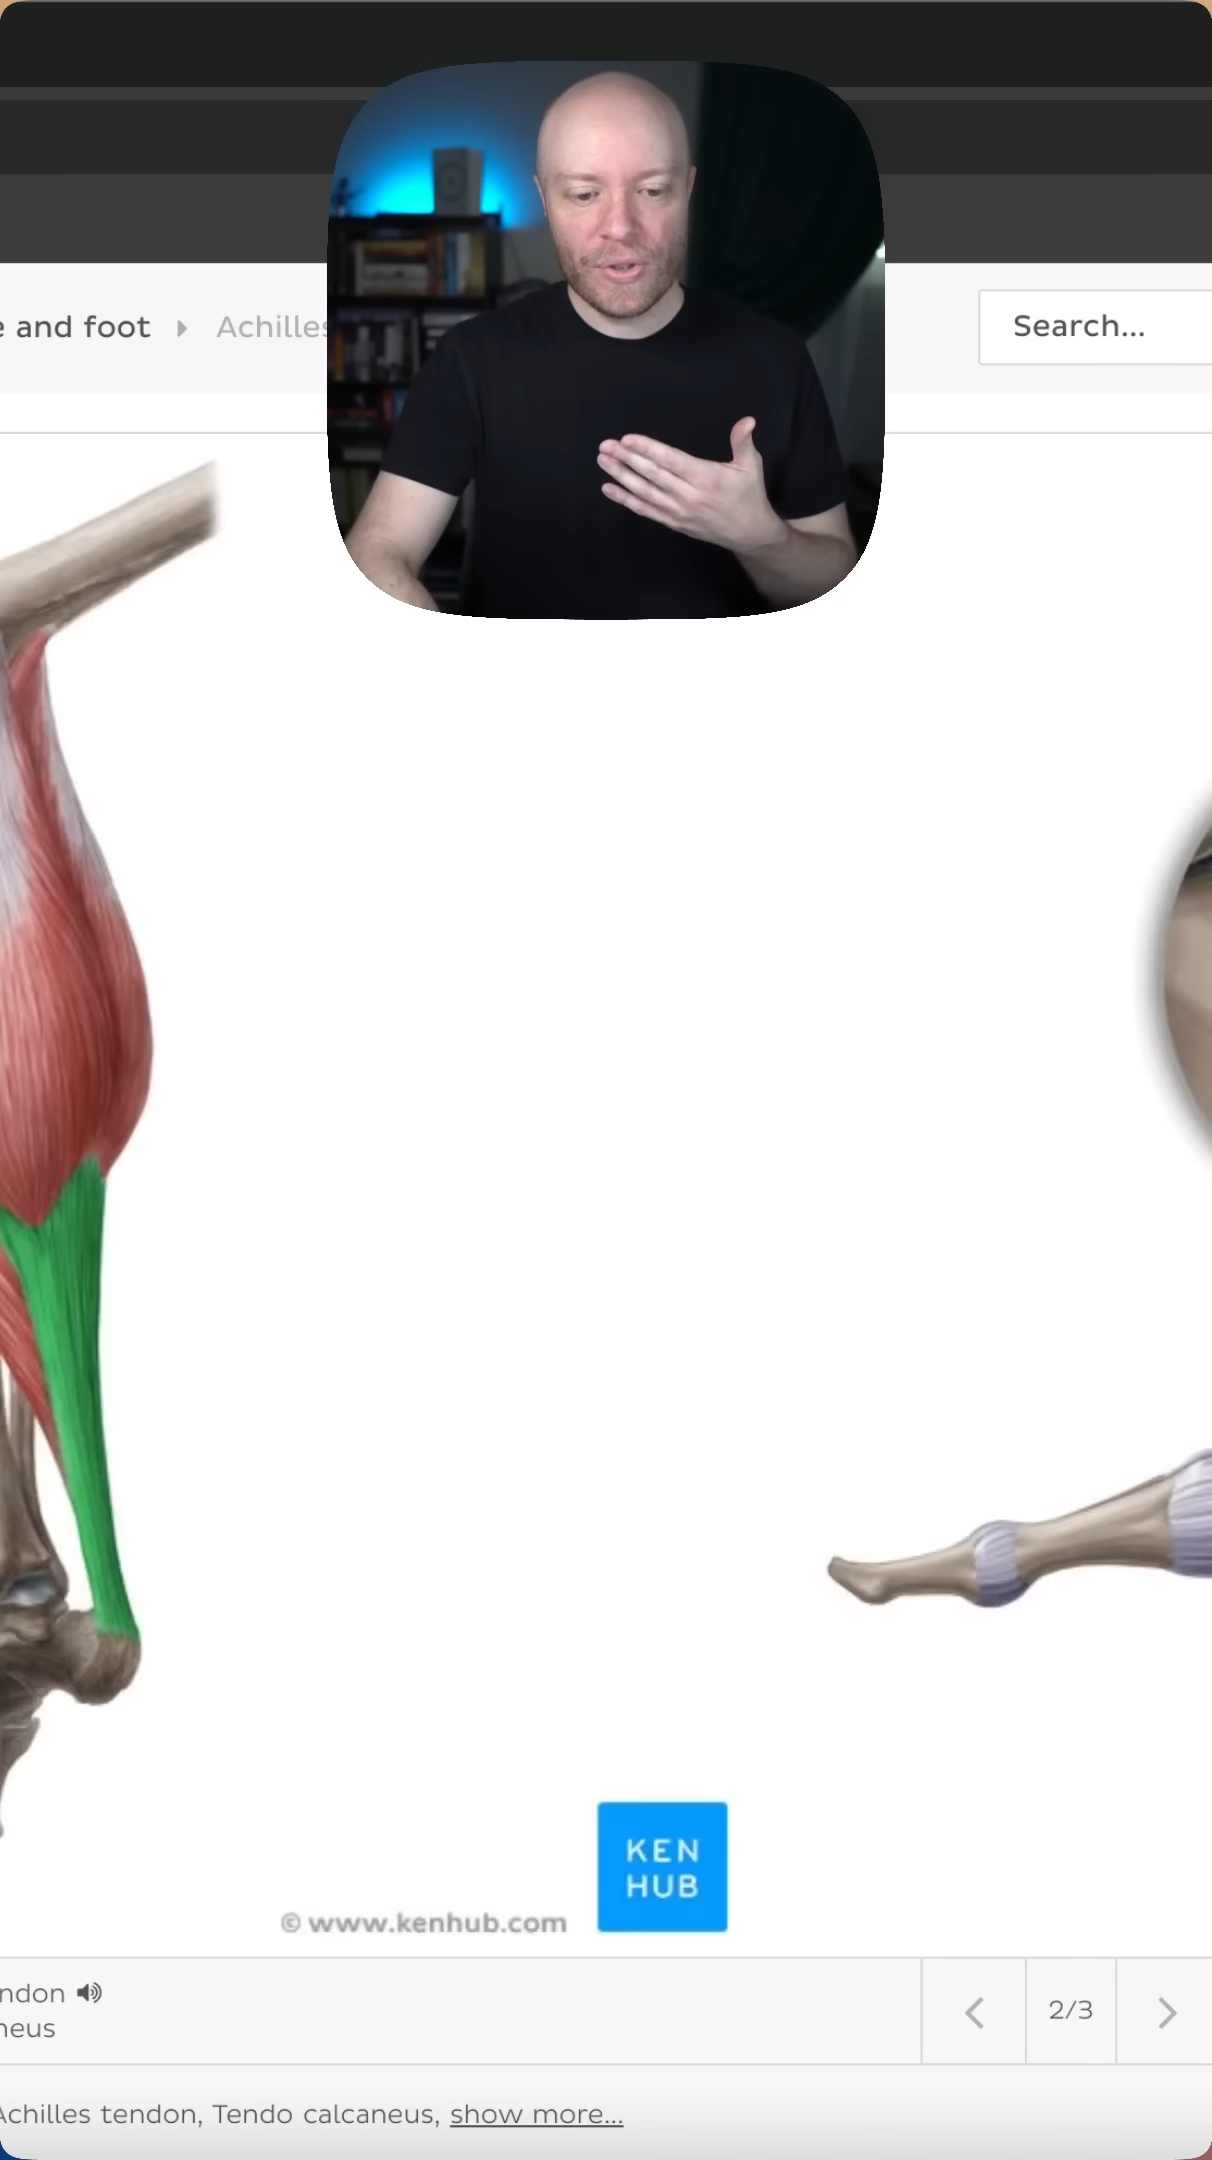 e and foot
Achilles
Search...
KEN
HUB
© www.kenhub.com
ndon
neus
2/3
Achilles tendon, Tendo calcaneus, show more...